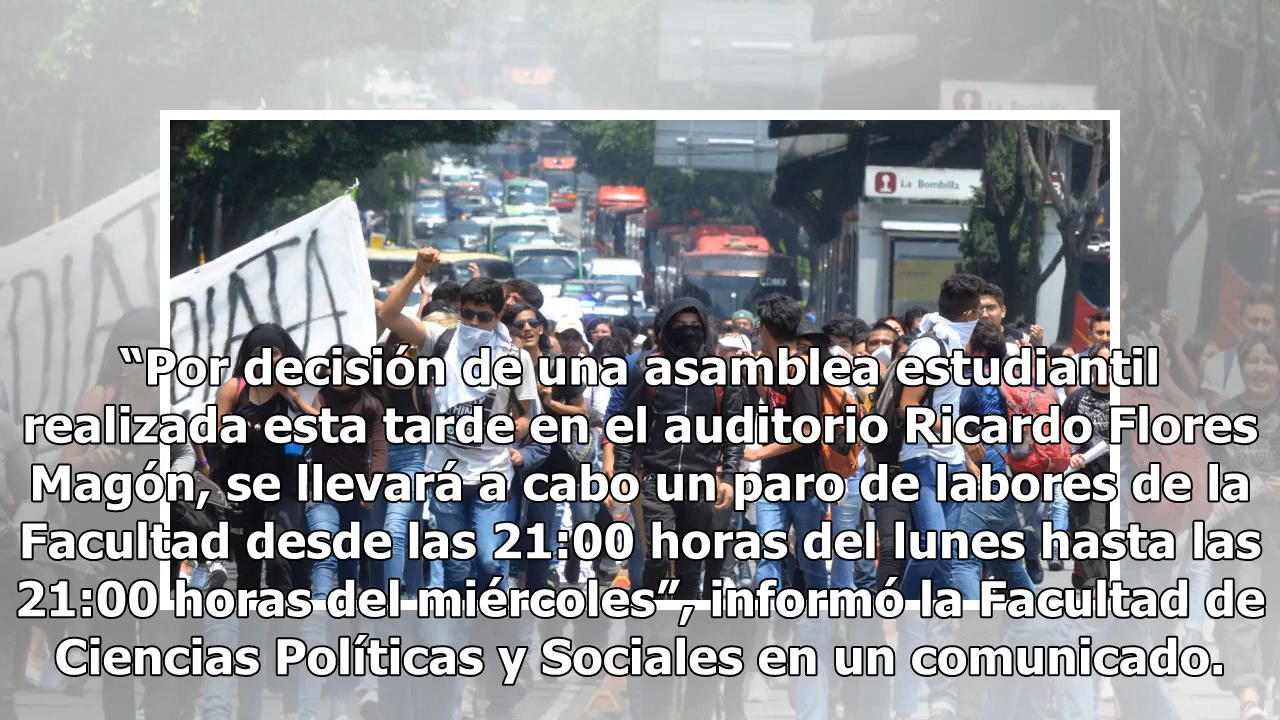 La Bombilla
DIATA
“Por decisión de una asamblea estudiantil
realizada esta tarde en el auditorio Ricardo Flores
Magón, se llevará a cabo un paro de labores de la
Facultad desde las 21:00 horas del lunes hasta las
21:00 horas del miércoles”, informó la Facultad de
Ciencias Políticas y Sociales en un comunicado.